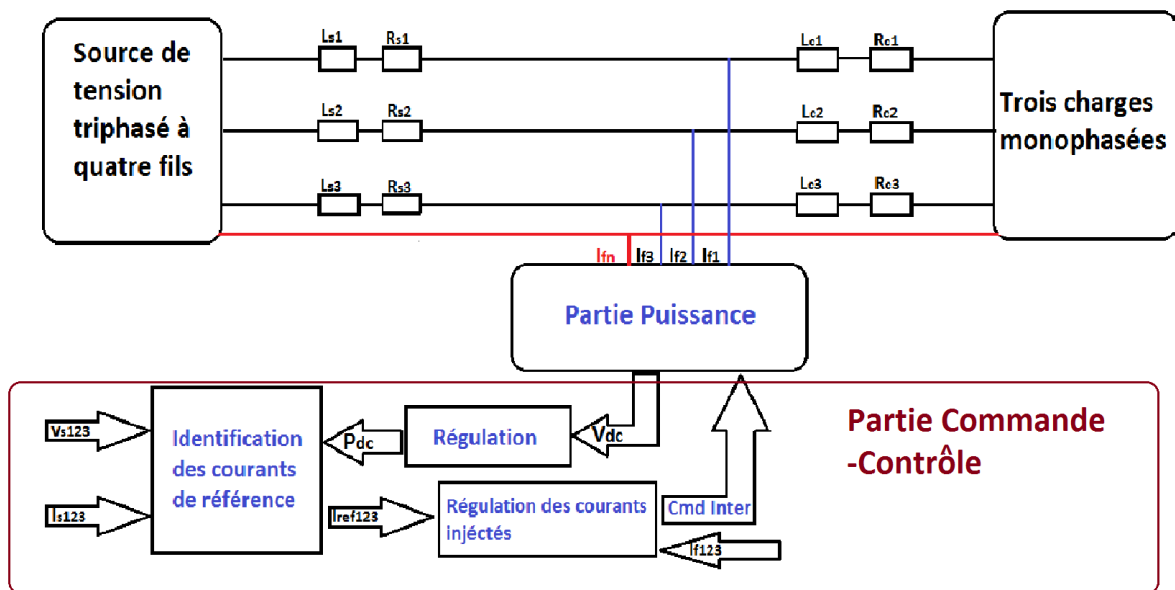 Source de
tension
triphasé à
quatre fils
Ls1
Rs1
Lc1
Rc1
Ls2
Rs2
Lc2
Rc2
Ls3
Rs3
Lc3
Rc3
Trois charges
monophasées
Ifn
If3
If2
If1
Partie Puissance
Partie Commande
-Contrôle
Vs123
Is123
Identification
des courants
de référence
Pdc
Régulation
Vdc
Iref123
Régulation des courants
injéctés
Cmd Inter
If123